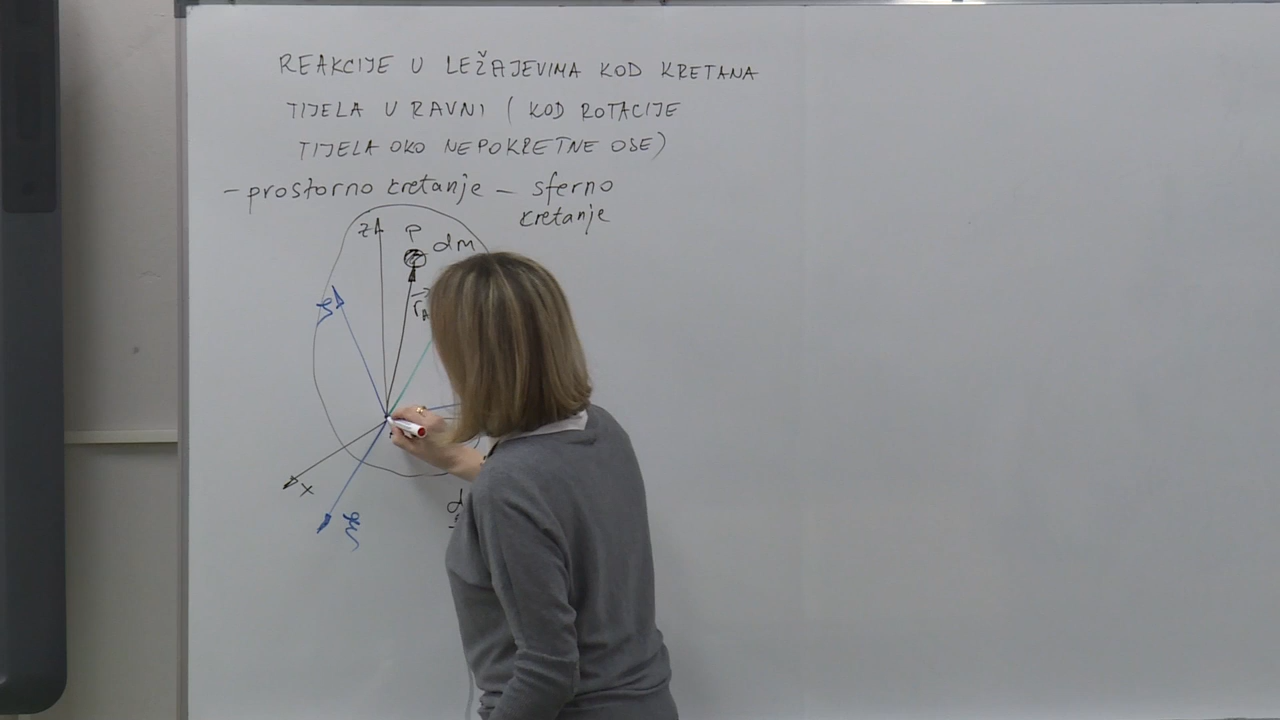 REAKCIJE U LEŽAJEVIMA KOD KRETANA
TIJELA U RAVNI ( KOD ROTACIJE
TIJELA OKO NEPOKRETNE OSE)
- prostorno kretanje - sferno
kretanje
z P
dm
r
x